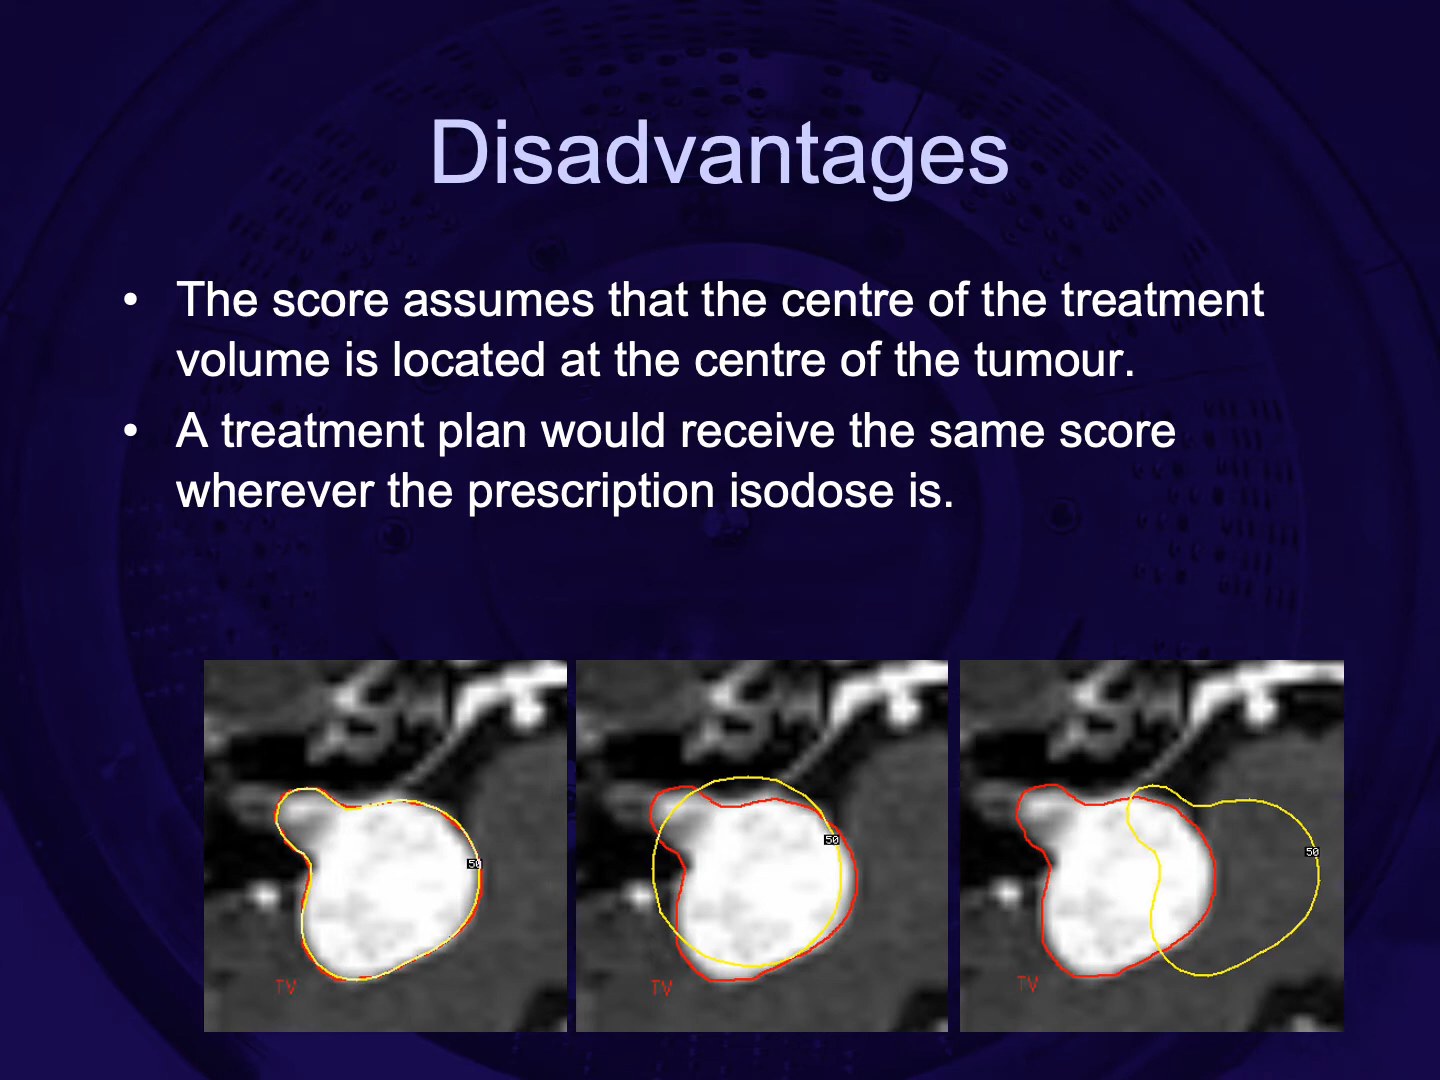 Disadvantages
• The score assumes that the centre of the treatment
volume is located at the centre of the tumour.
• A treatment plan would receive the same score
wherever the prescription isodose is.
50
50
50
TV
TV
TV